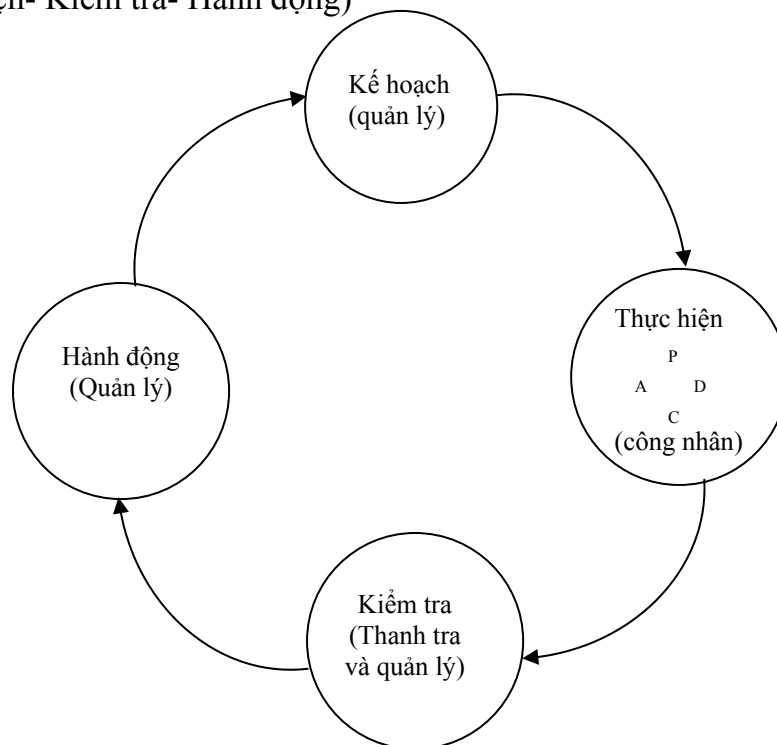 Kiểm tra- Hành động)
Kế hoạch
(quản lý)
Thực hiện
P
A D
C
(công nhân)
Kiểm tra
(Thanh tra
và quản lý)
Hành động
(Quản lý)